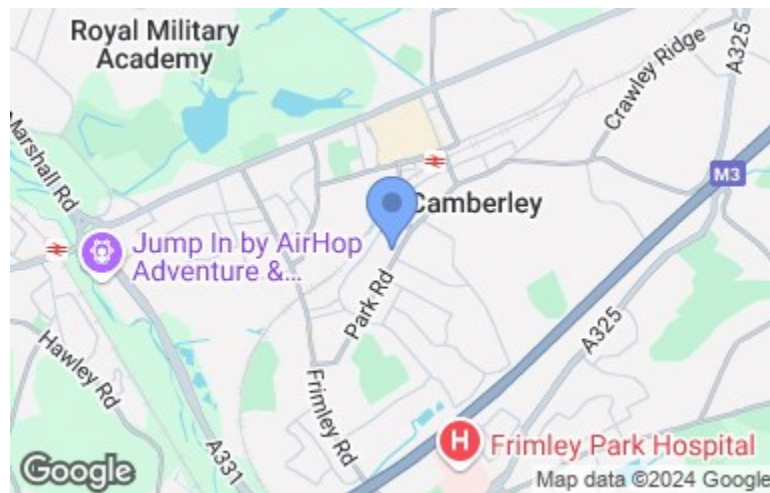 Royal Military
Academy
A325
Crawley Ridge
Marshall Rd
M3
Camberley
Jump In by AirHop
Adventure &...
Park Rd
A325
Hawley Rd
Frimley Rd
A331
H
Frimley Park Hospital
Google
Map data ©2024 Google